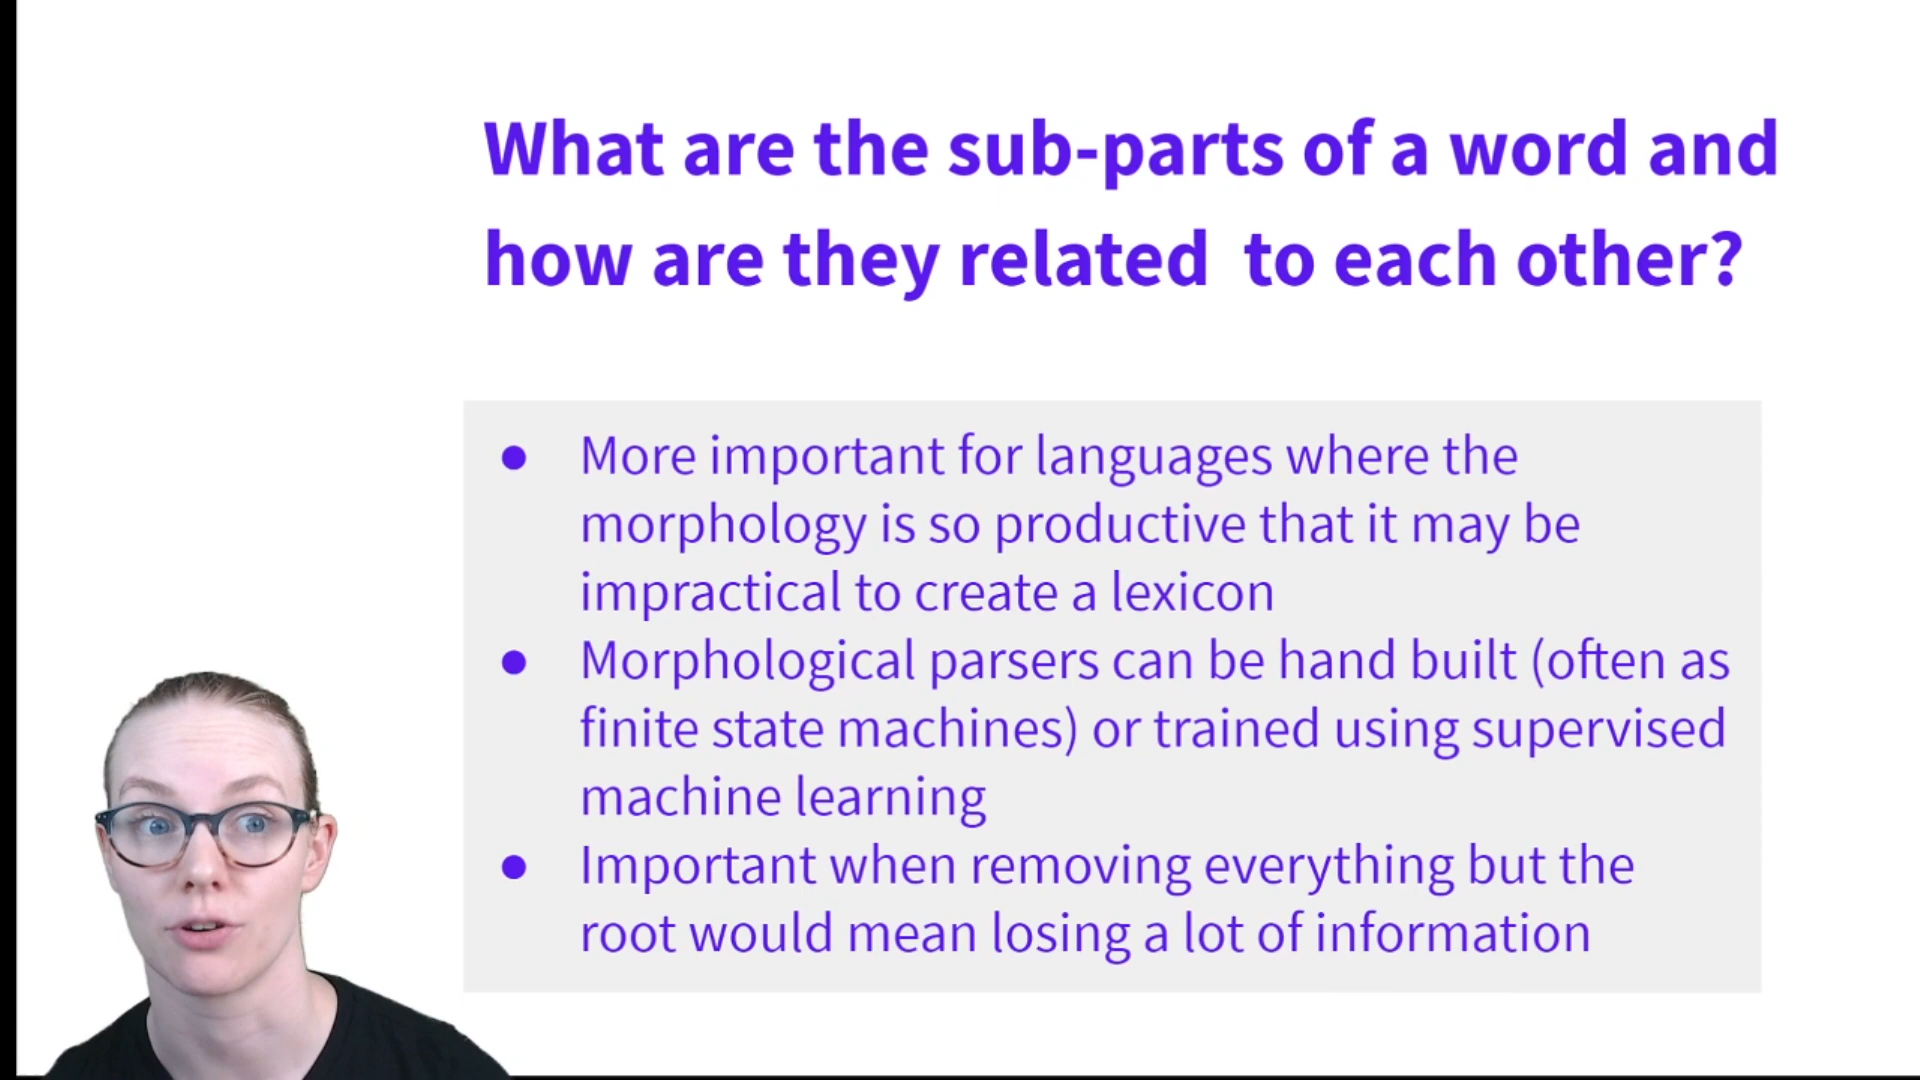 What are the sub-parts of a word and
how are they related  to each other?
● More important for languages where the
morphology is so productive that it may be
impractical to create a lexicon
● Morphological parsers can be hand built (often as
finite state machines) or trained using supervised
machine learning
● Important when removing everything but the
root would mean losing a lot of information